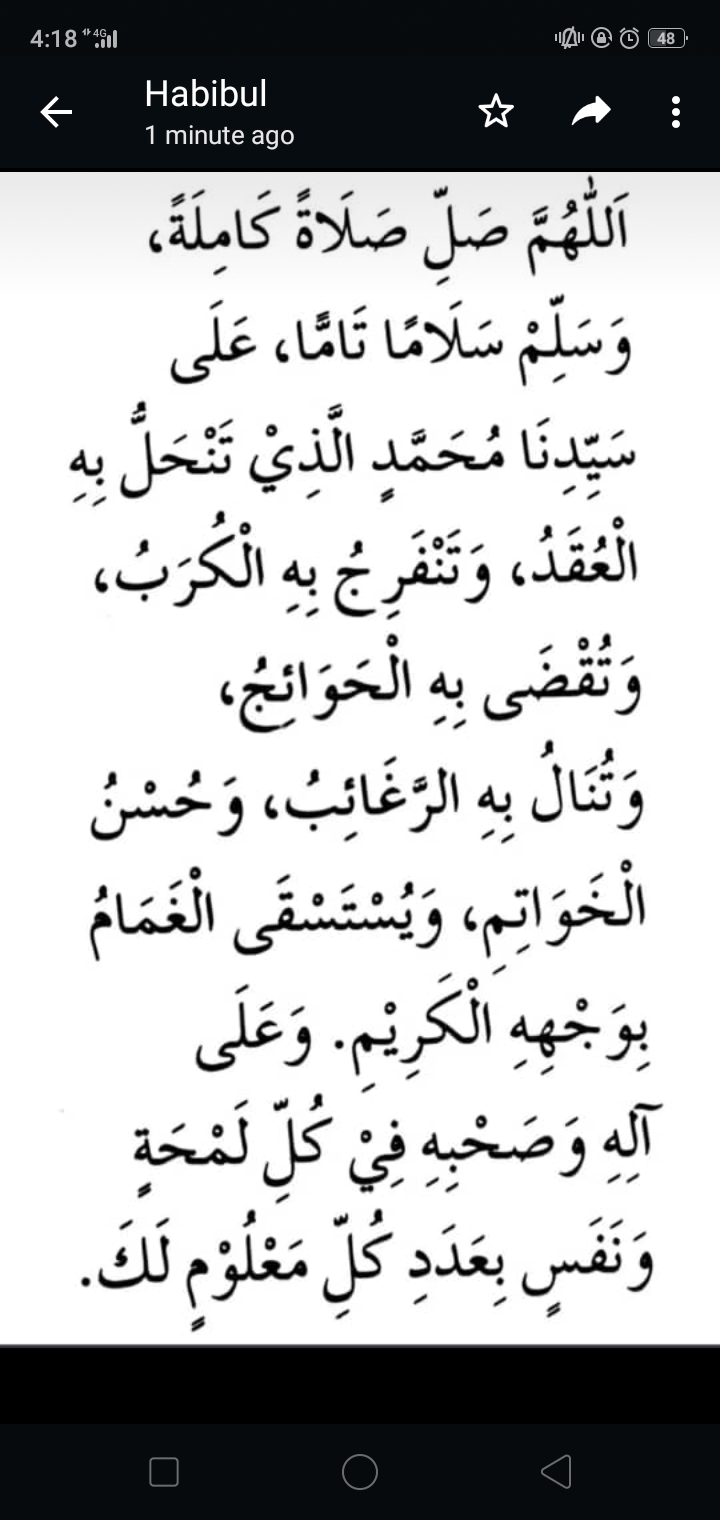 4:18 4G 48
Habibul
1 minute ago
اَللّٰهُمَّ صَلِّ صَلَاةً كَامِلَةً،
وَسَلِّمْ سَلَامًا تَامًّا، عَلَى
سَيِّدِنَا مُحَمَّدٍ الَّذِيْ تَنْحَلُّ بِهِ
الْعُقَدُ، وَتَنْفَرِجُ بِهِ الْكُرَبُ،
وَتُقْضَى بِهِ الْحَوَائِجُ،
وَتُنَالُ بِهِ الرَّغَائِبُ، وَحُسْنُ
الْخَوَاتِمِ، وَيُسْتَسْقَى الْغَمَامُ
بِوَجْهِهِ الْكَرِيْمِ. وَعَلَى
آلِهِ وَصَحْبِهِ فِيْ كُلِّ لَمْحَةٍ
وَنَفَسٍ بِعَدَدِ كُلِّ مَعْلُوْمٍ لَكَ.